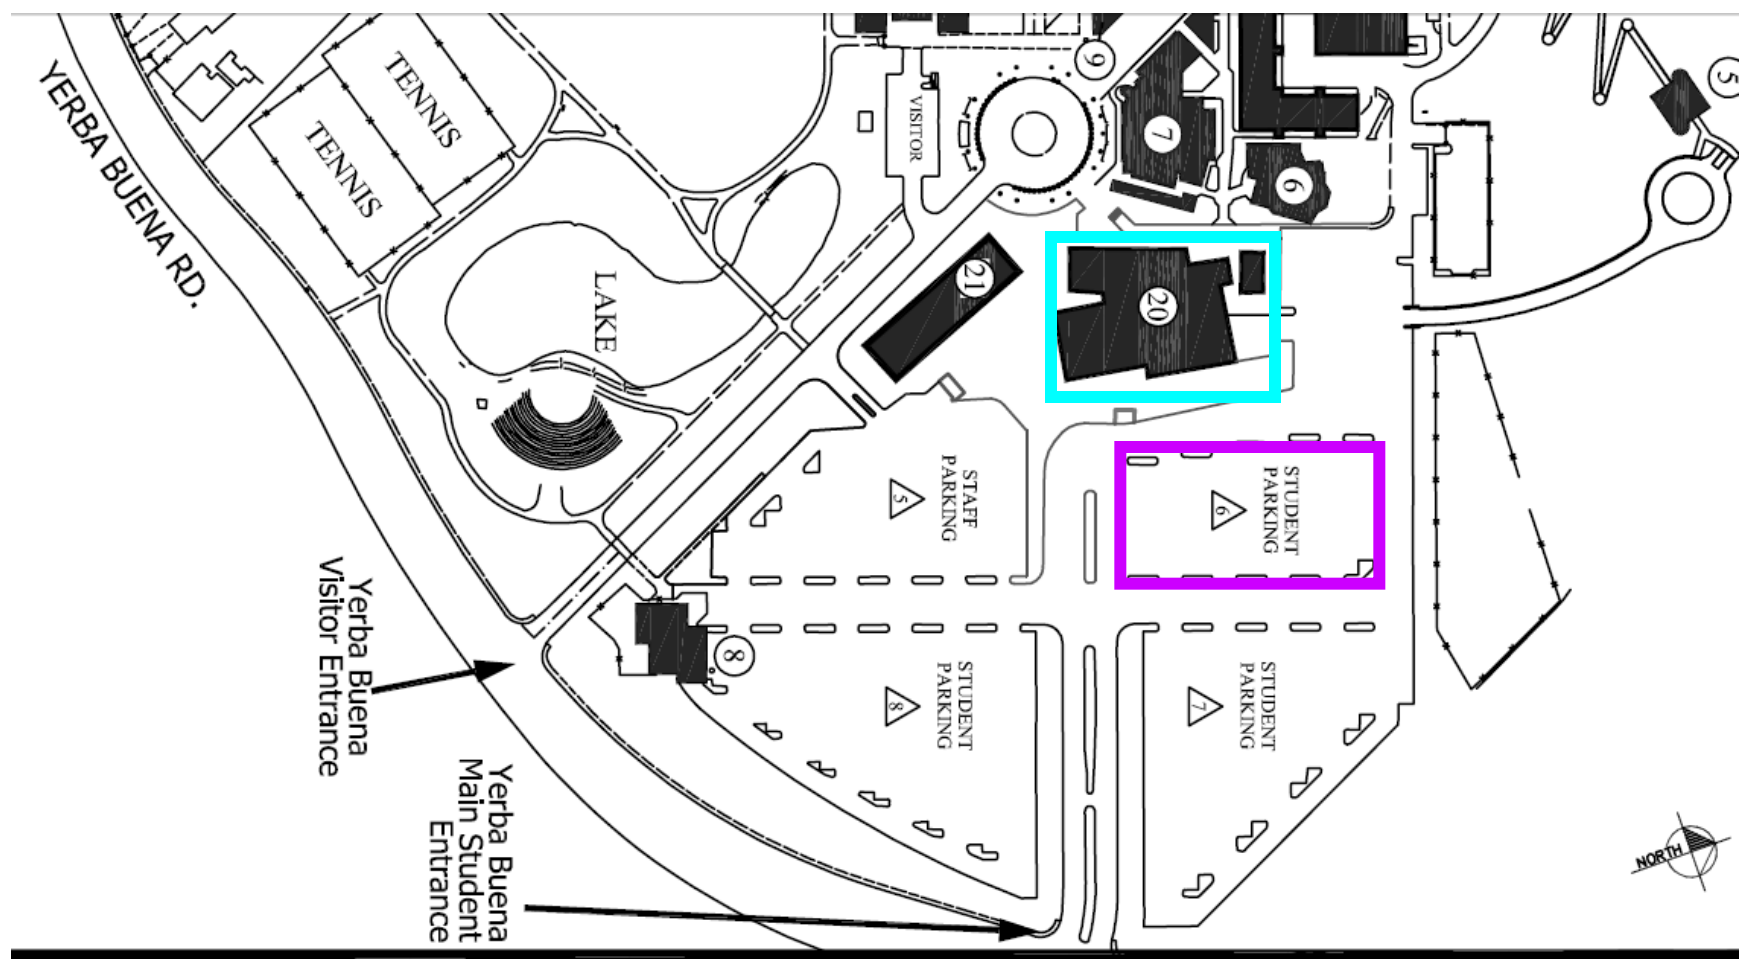 TENNIS
TENNIS
YERBA BUENA RD.
VISITOR
9
7
6
5
LAKE
21
20
STAFF
PARKING
5
STUDENT
PARKING
6
STUDENT
PARKING
8
STUDENT
PARKING
7
8
Yerba Buena
Visitor Entrance
Yerba Buena
Main Student
Entrance
NORTH